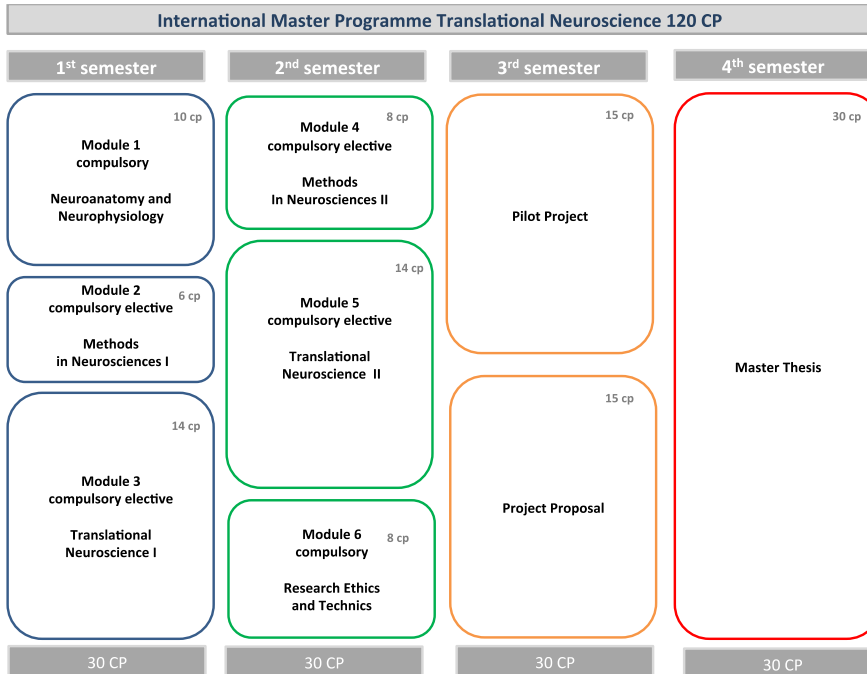 International Master Programme Translational Neuroscience 120 CP
1st semester
2nd semester
3rd semester
4th semester
10 cp
Module 1
compulsory
Neuroanatomy and
Neurophysiology
Module 2
6 cp
compulsory elective
Methods
in Neurosciences I
14 cp
Module 3
compulsory elective
Translational
Neuroscience I
30 CP
8 cp
Module 4
compulsory elective
Methods
In Neurosciences II
14 cp
Module 5
compulsory elective
Translational
Neuroscience II
Module 6
8 cp
compulsory
Research Ethics
and Technics
30 CP
15 cp
Pilot Project
15 cp
Project Proposal
30 CP
30 cp
Master Thesis
30 CP